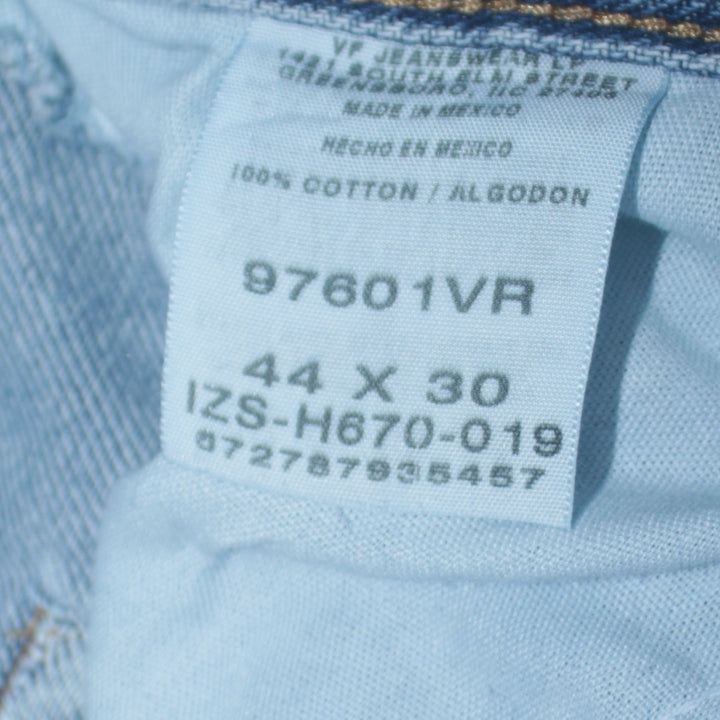 VF JEANSWEAR LP
1421 SOUTH ELM STREET
GREENSBORO, NC 27406
MADE IN MEXICO
HECHO EN MEXICO
100% COTTON / ALGODON
97601VR
44 X 30
IZS-H670-019
672787935457